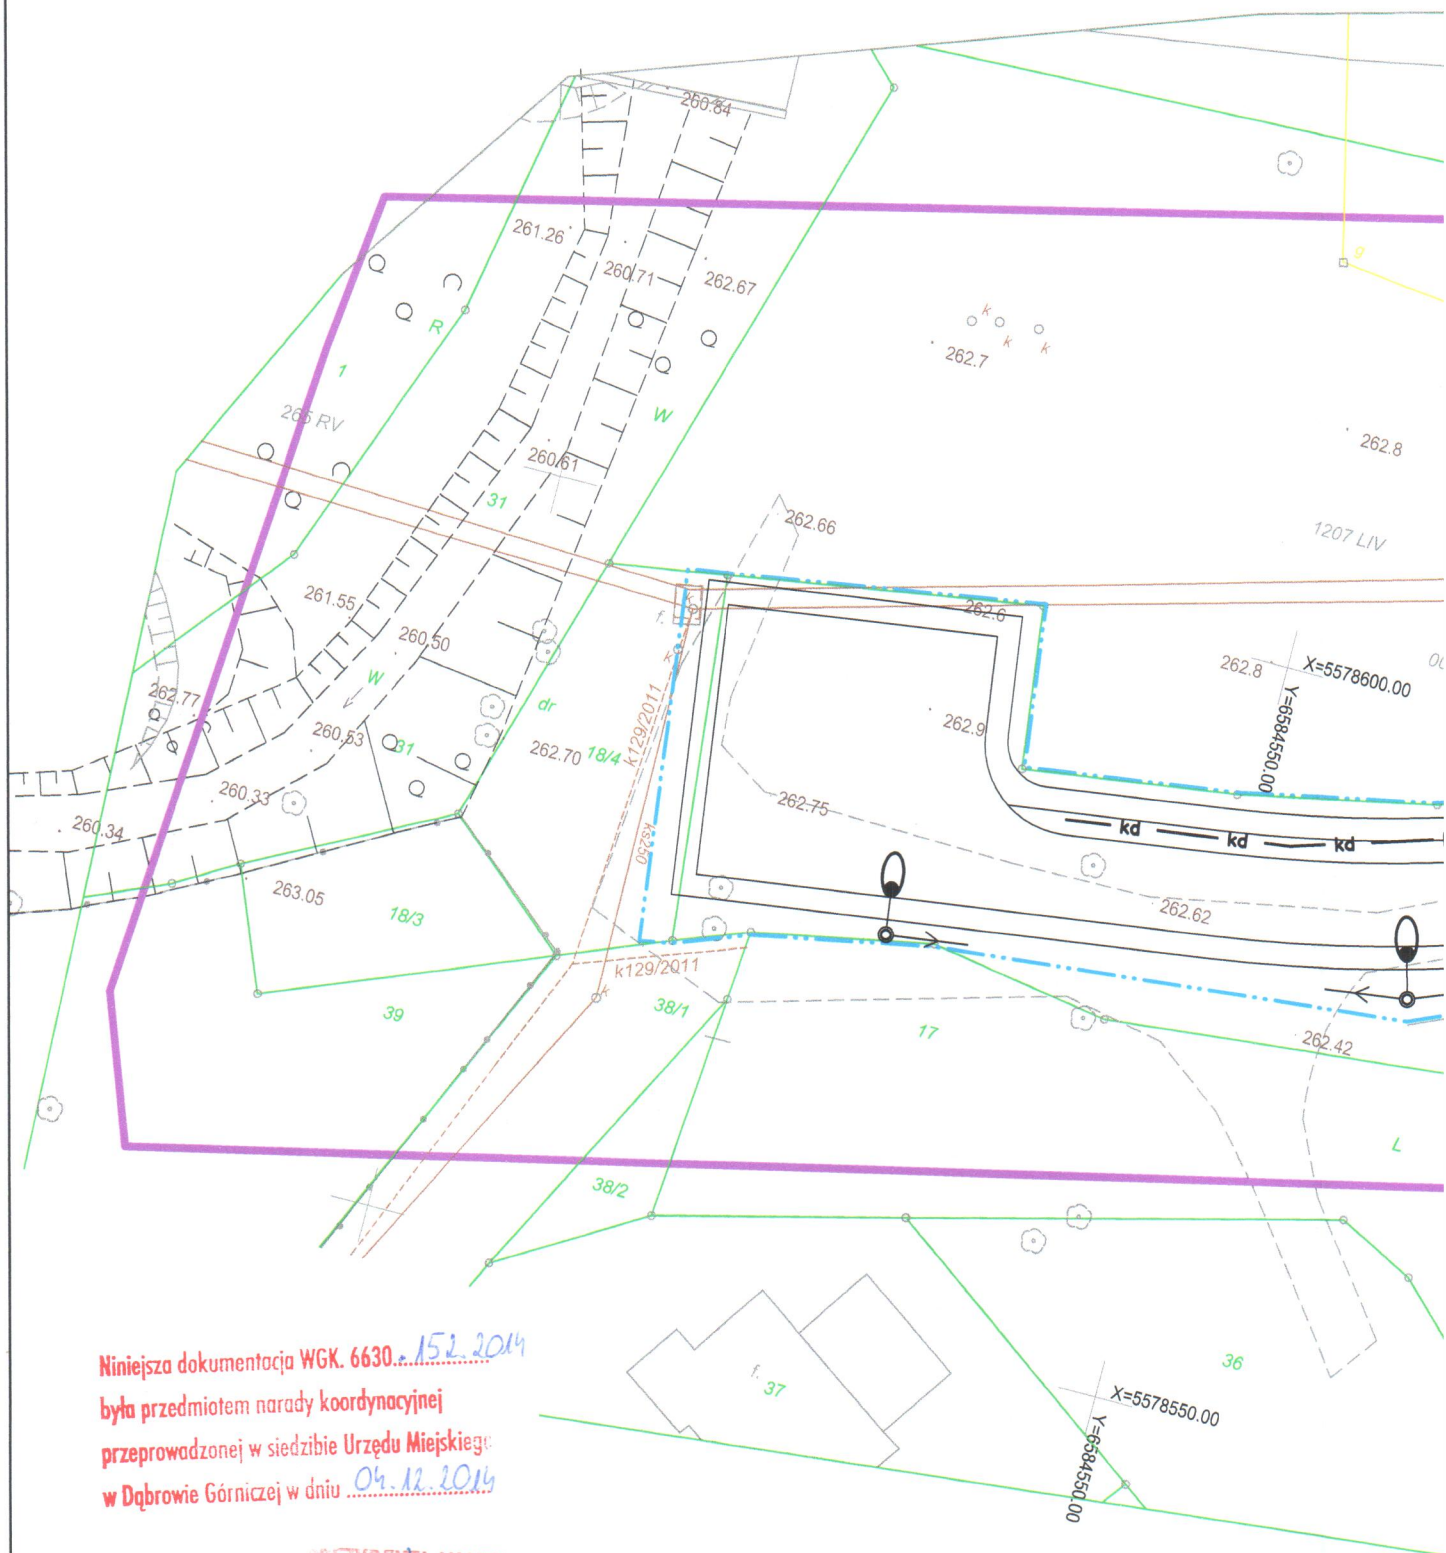 260.84
261.26
260.71
262.67
g
R
k
k
k
262.7
1
265 RV
W
262.8
260.61
31
262.66
1207 LIV
261.55
260.50
f.
k
k
262.6
262.8
X=5578600.00
Y=6584550.00
W
262.77
dr
k129/2011
262.9
260.53
31
262.70
18/4
260.33
262.75
260.34
ks250
kd
kd
kd
263.05
18/3
262.62
k129/2011
k
38/1
39
17
262.42
L
38/2
36
f.
37
X=5578550.00
Y=6584550.00
Niniejsza dokumentacja WGK. 6630..152.2014
była przedmiotem narady koordynacyjnej
przeprowadzonej w siedzibie Urzędu Miejskiego
w Dąbrowie Górniczej w dniu 04.12.2014